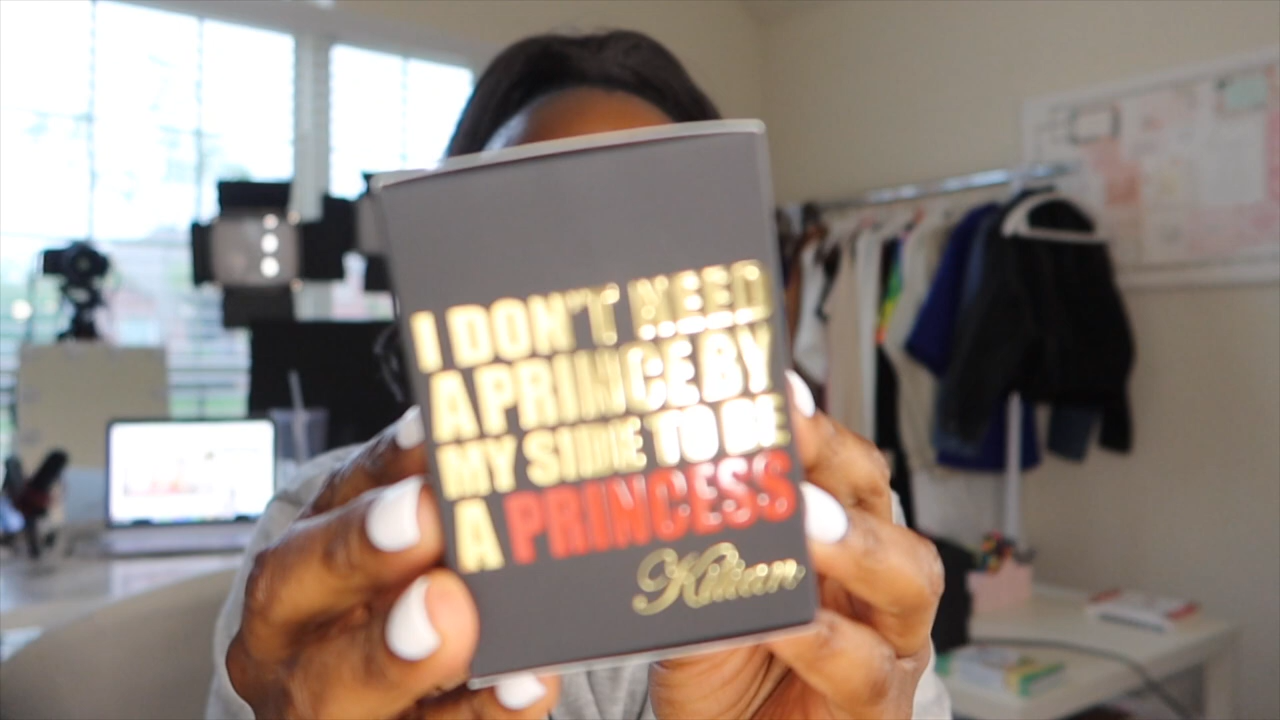 I DON'T NEED
A PRINCE BY
MY SIDE TO BE
A PRINCESS
Kilian